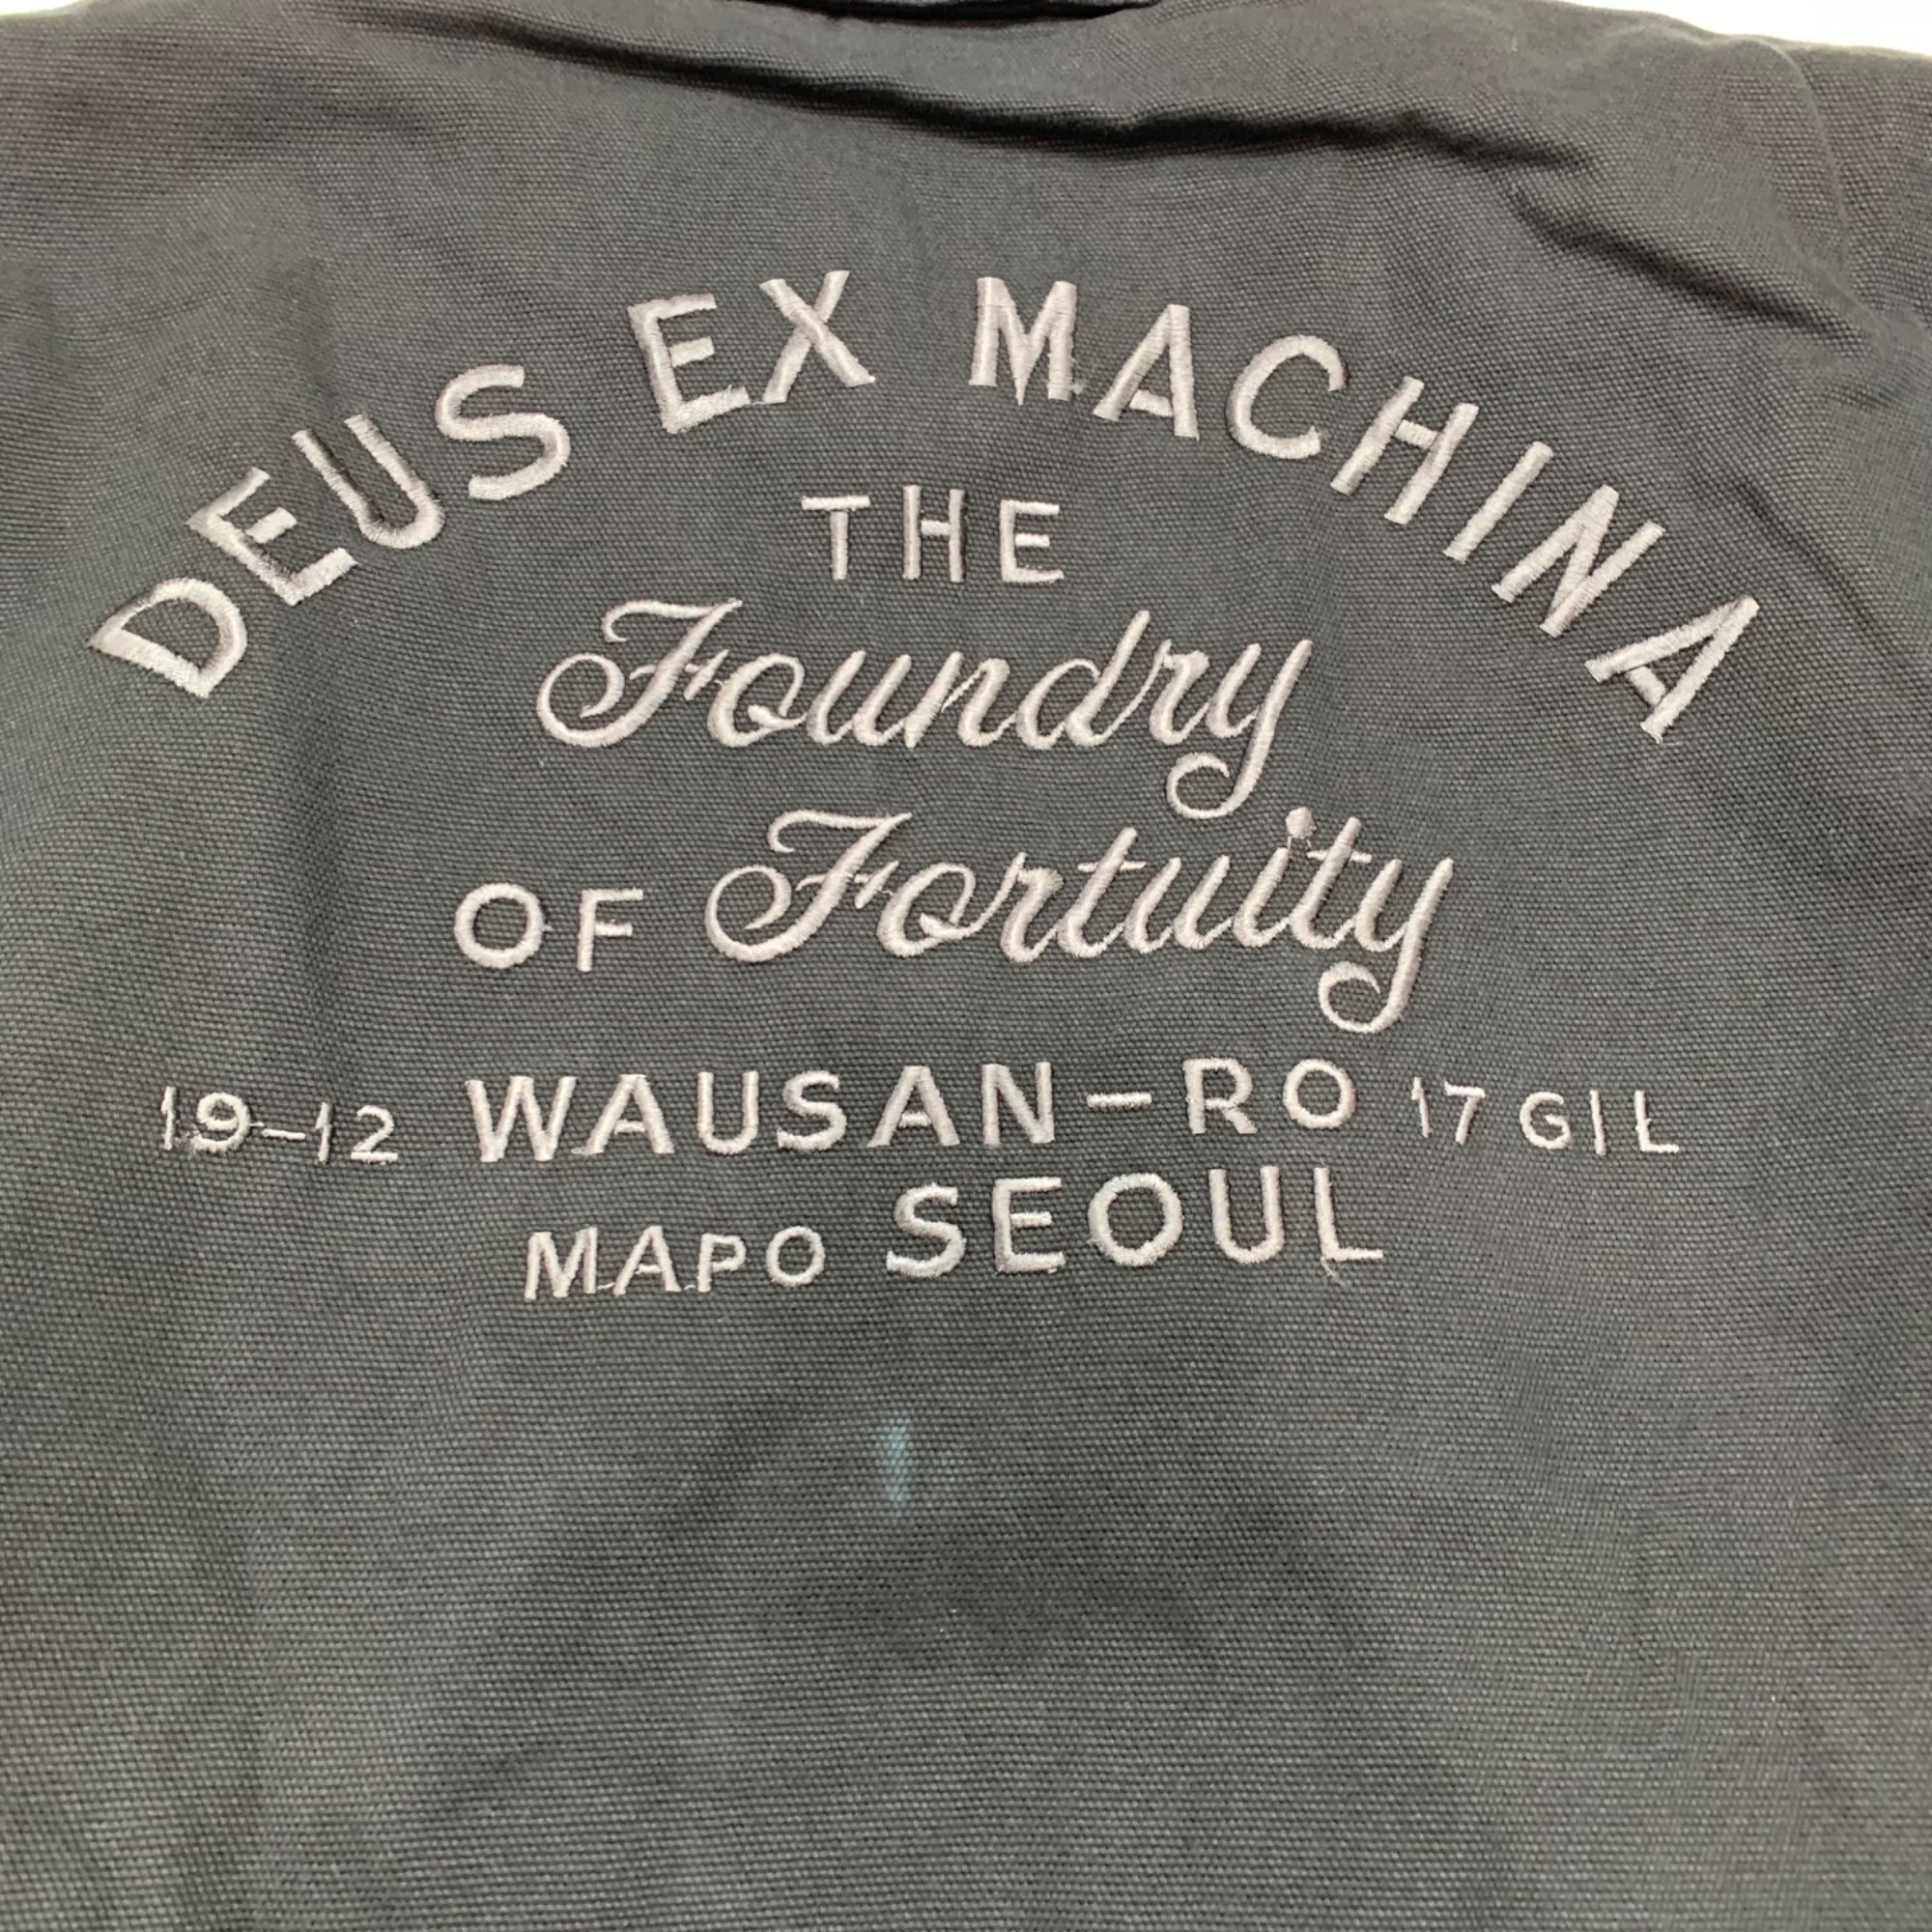 DEUS EX MACHINA
THE
Foundry
OF Fortuity
19-12 WAUSAN-RO 17 GIL
MAPO SEOUL